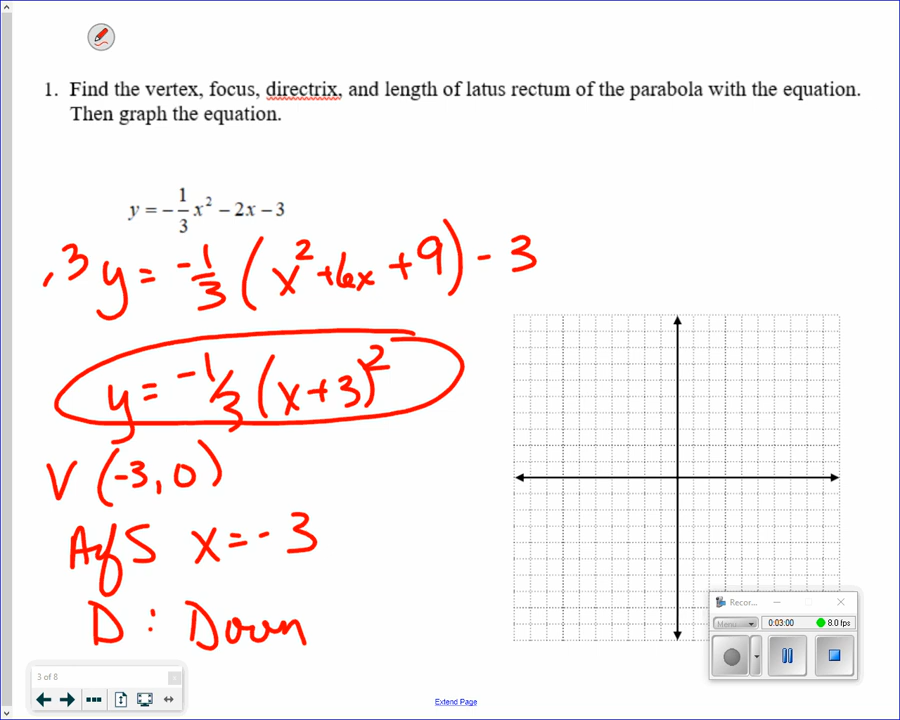 1. Find the vertex, focus, directrix, and length of latus rectum of the parabola with the equation.
Then graph the equation.
y = -1/3 x² - 2x - 3
-3 y = -1/3 (x² + 6x + 9) - 3
y = -1/3 (x + 3)²
V (-3, 0)
AofS x = -3
D : Down
Recor...
Menu
0:03:00
8.0 fps
3 of 8
Extend Page